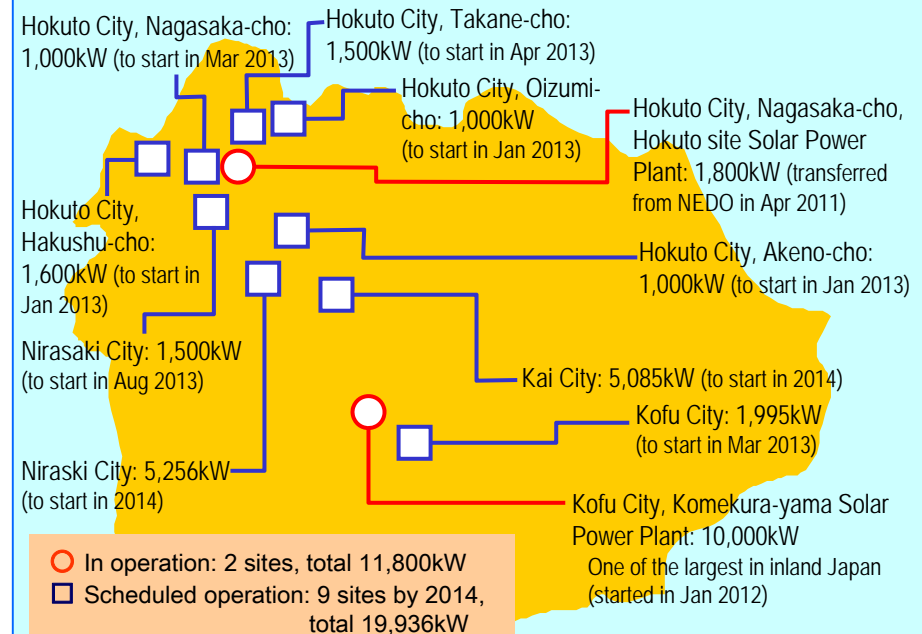 Hokuto City, Nagasaka-cho:
1,000kW (to start in Mar 2013)
Hokuto City, Takane-cho:
1,500kW (to start in Apr 2013)
Hokuto City, Oizumi-
cho: 1,000kW
(to start in Jan 2013)
Hokuto City, Nagasaka-cho,
Hokuto site Solar Power
Plant: 1,800kW (transferred
from NEDO in Apr 2011)
Hokuto City,
Hakushu-cho:
1,600kW (to start in
Jan 2013)
Hokuto City, Akeno-cho:
1,000kW (to start in Jan 2013)
Nirasaki City: 1,500kW
(to start in Aug 2013)
Kai City: 5,085kW (to start in 2014)
Kofu City: 1,995kW
(to start in Mar 2013)
Niraski City: 5,256kW
(to start in 2014)
Kofu City, Komekura-yama Solar
Power Plant: 10,000kW
One of the largest in inland Japan
(started in Jan 2012)
In operation: 2 sites, total 11,800kW
Scheduled operation: 9 sites by 2014,
total 19,936kW